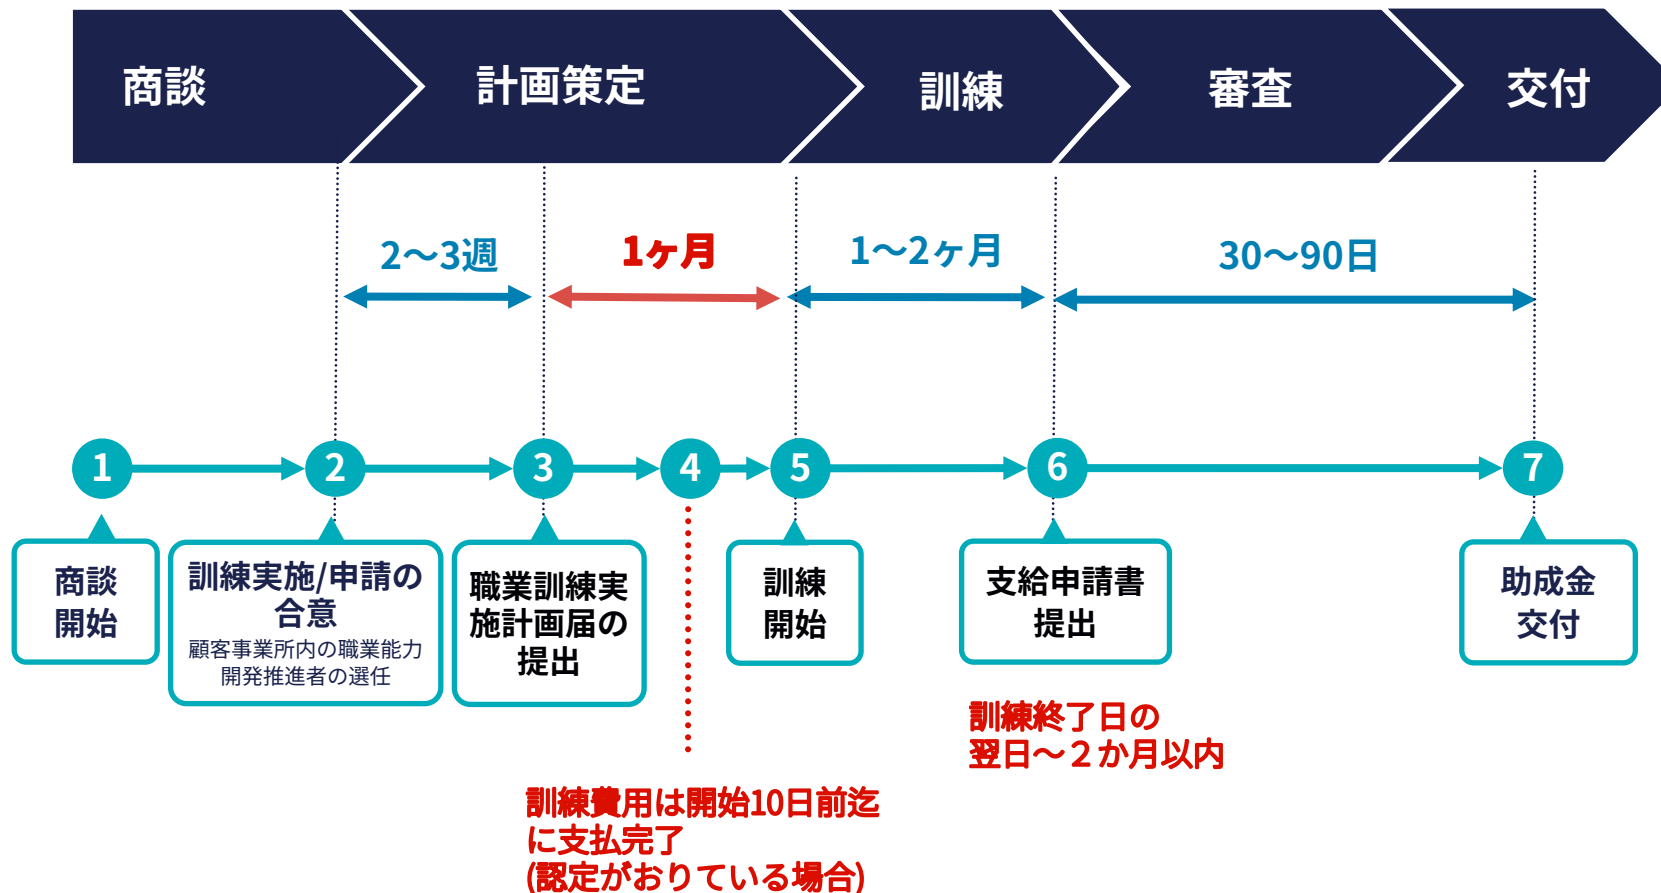 商談
計画策定
訓練
審査
交付
2〜3週
1ヶ月
1〜2ヶ月
30〜90日
1
2
3
4
5
6
7
商談
開始
訓練実施/申請の
合意
顧客事業所内の職業能力
開発推進者の選任
職業訓練実
施計画届の
提出
訓練
開始
支給申請書
提出
助成金
交付
訓練終了日の
翌日〜２か月以内
訓練費用は開始10日前迄
に支払完了
(認定がおりている場合)